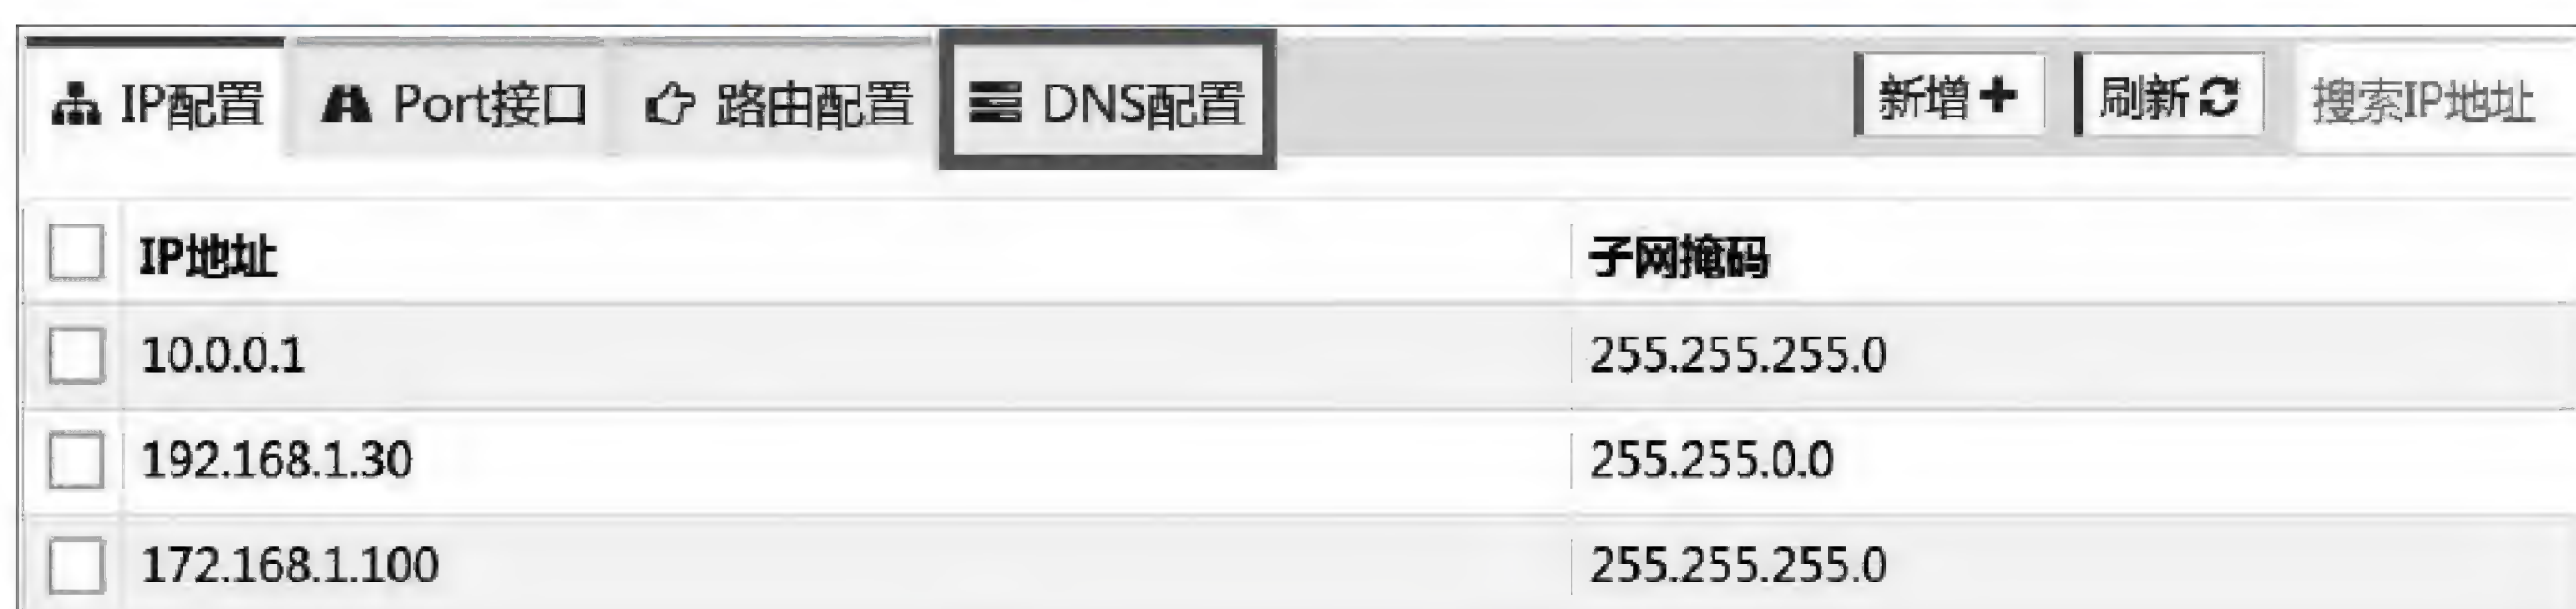 IP配置 Port接口 路由配置 DNS配置 新增 刷新 搜索IP地址
IP地址 子网掩码
10.0.0.1 255.255.255.0
192.168.1.30 255.255.0.0
172.168.1.100 255.255.255.0